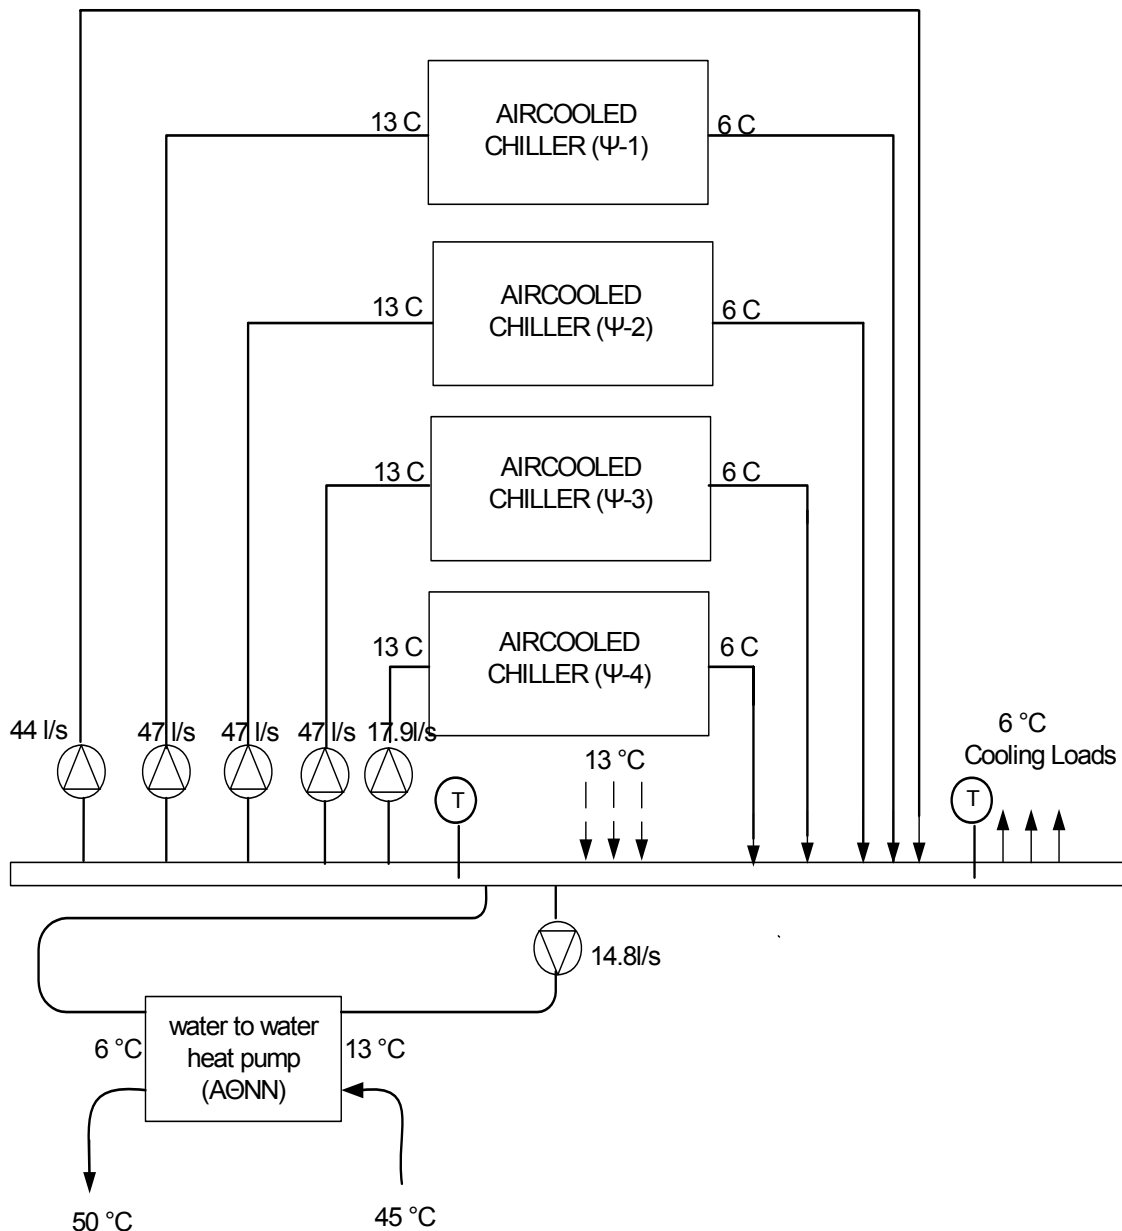 AIRCOOLED
CHILLER (Ψ-1)
13 C
6 C
AIRCOOLED
CHILLER (Ψ-2)
13 C
6 C
AIRCOOLED
CHILLER (Ψ-3)
13 C
6 C
AIRCOOLED
CHILLER (Ψ-4)
13 C
6 C
44 l/s
47 l/s
47 l/s
47 l/s
17.9l/s
6 °C
Cooling Loads
13 °C
T
T
14.8l/s
water to water
heat pump
(ΑΘΝΝ)
6 °C
13 °C
50 °C
45 °C